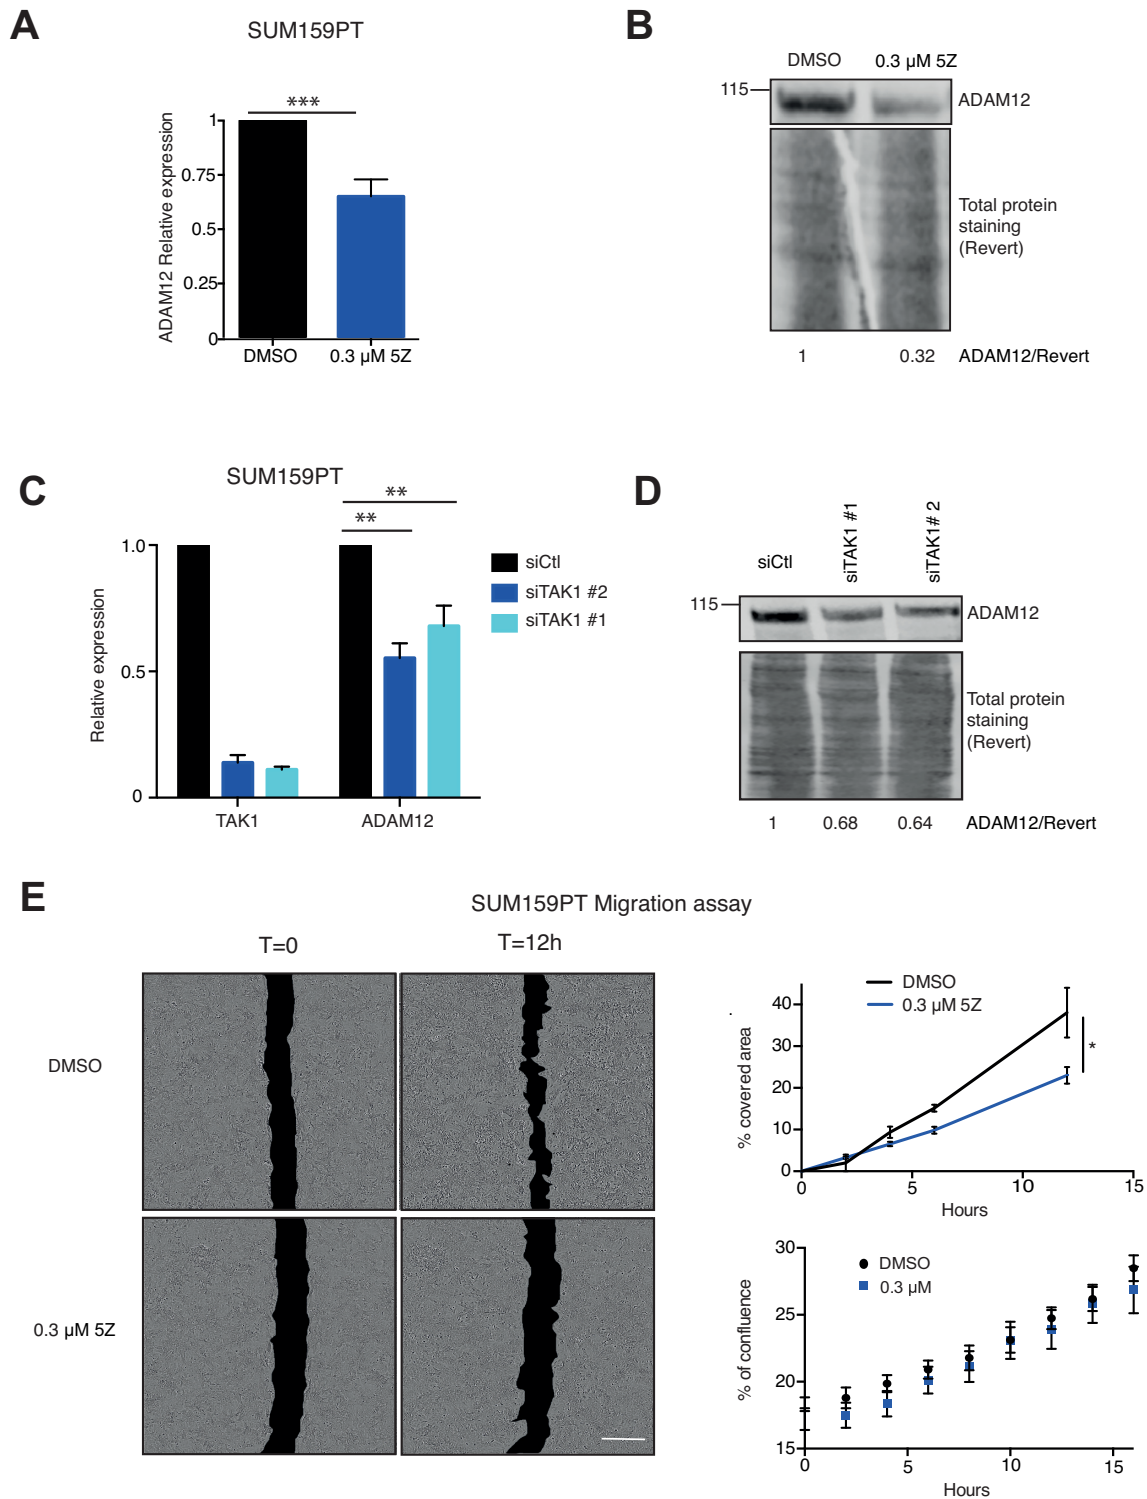 A
SUM159PT
***
ADAM12 Relative expression
1
0.75
0.5
0.25
0
DMSO
0.3 µM 5Z
B
DMSO
0.3 µM 5Z
115
ADAM12
Total protein
staining
(Revert)
1
0.32
ADAM12/Revert
C
SUM159PT
**
**
Relative expression
1.0
0.5
0
TAK1
ADAM12
siCtl
siTAK1 #2
siTAK1 #1
D
siCtl
siTAK1 #1
siTAK1# 2
115
ADAM12
Total protein
staining
(Revert)
1
0.68
0.64
ADAM12/Revert
E
SUM159PT Migration assay
T=0
T=12h
DMSO
0.3 µM 5Z
DMSO
0.3 µM 5Z
*
% covered area
40
30
20
10
0
0
5
10
15
Hours
DMSO
0.3 µM
% of confluence
30
25
20
15
0
5
10
15
Hours